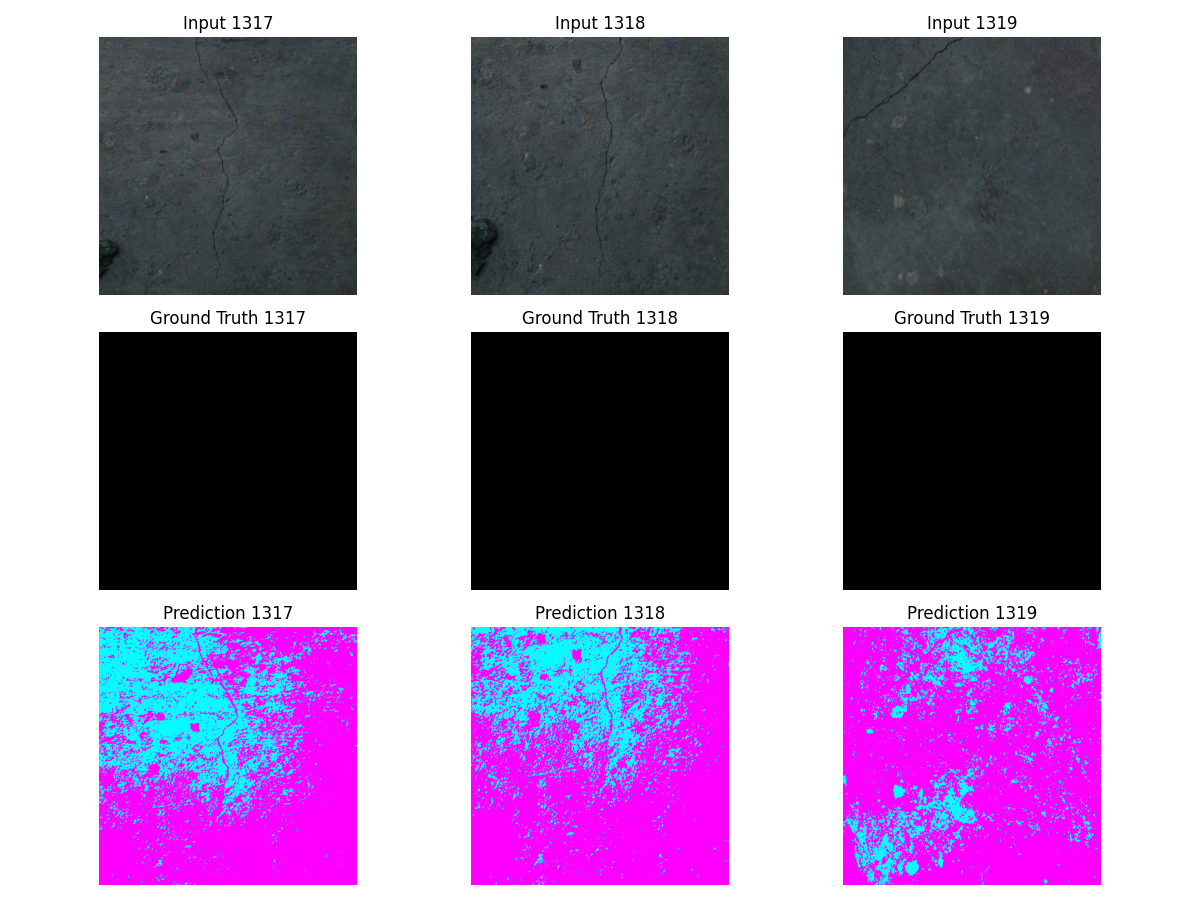 Input 1317
Input 1318
Input 1319
Ground Truth 1317
Ground Truth 1318
Ground Truth 1319
Prediction 1317
Prediction 1318
Prediction 1319